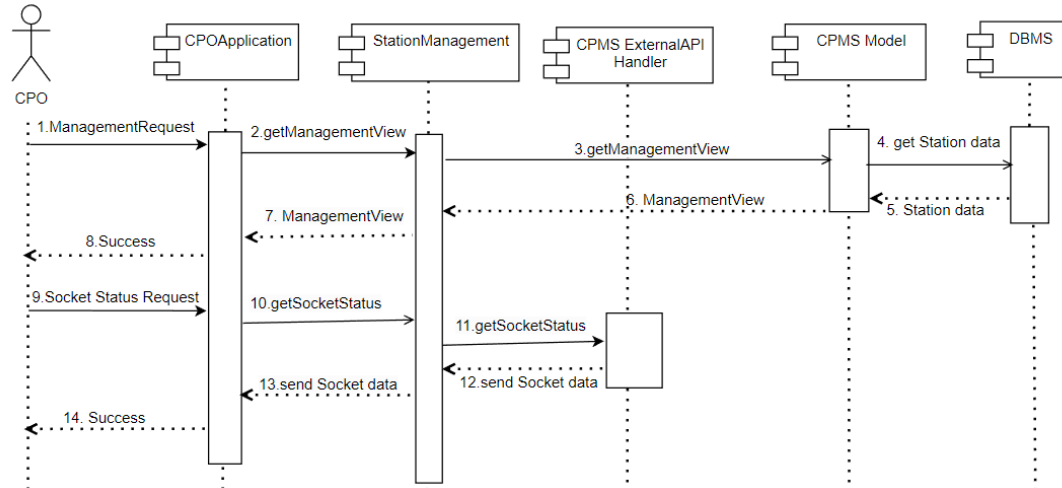 CPOApplication
StationManagement
CPMS ExternalAPI
Handler
CPMS Model
DBMS
CPO
1.ManagementRequest
2.getManagementView
3.getManagementView
4. get Station data
5. Station data
6. ManagementView
7. ManagementView
8.Success
9.Socket Status Request
10.getSocketStatus
11.getSocketStatus
12.send Socket data
13.send Socket data
14. Success